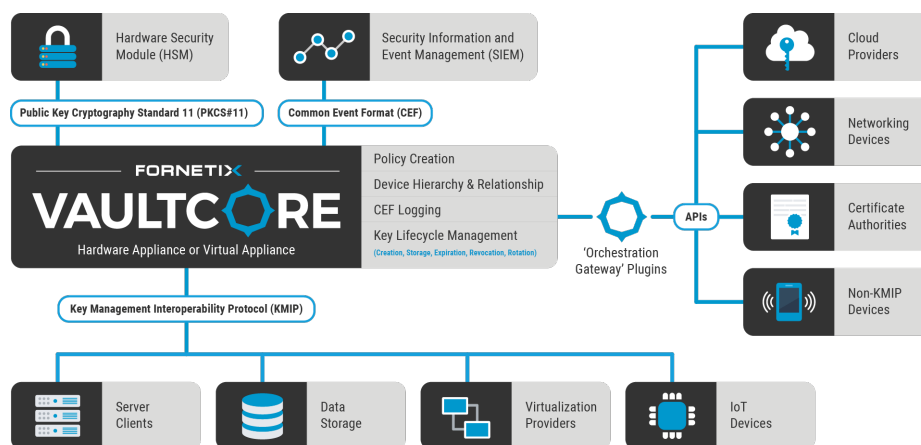 Hardware Security
Module (HSM)
Security Information and
Event Management (SIEM)
Cloud
Providers
Public Key Cryptography Standard 11 (PKCS#11)
Common Event Format (CEF)
Networking
Devices
FORNETIX
VAULTCORE
Hardware Appliance or Virtual Appliance
Policy Creation
Device Hierarchy & Relationship
CEF Logging
Key Lifecycle Management
(Creation, Storage, Expiration, Revocation, Rotation)
'Orchestration
Gateway' Plugins
APIs
Certificate
Authorities
Non-KMIP
Devices
Key Management Interoperability Protocol (KMIP)
Server
Clients
Data
Storage
Virtualization
Providers
IoT
Devices